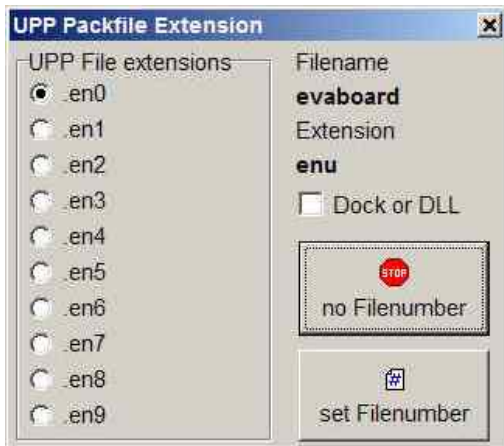 UPP Packfile Extension
UPP File extensions
.en0
.en1
.en2
.en3
.en4
.en5
.en6
.en7
.en8
.en9
Filename
evaboard
Extension
enu
Dock or DLL
STOP
no Filenumber
#
set Filenumber